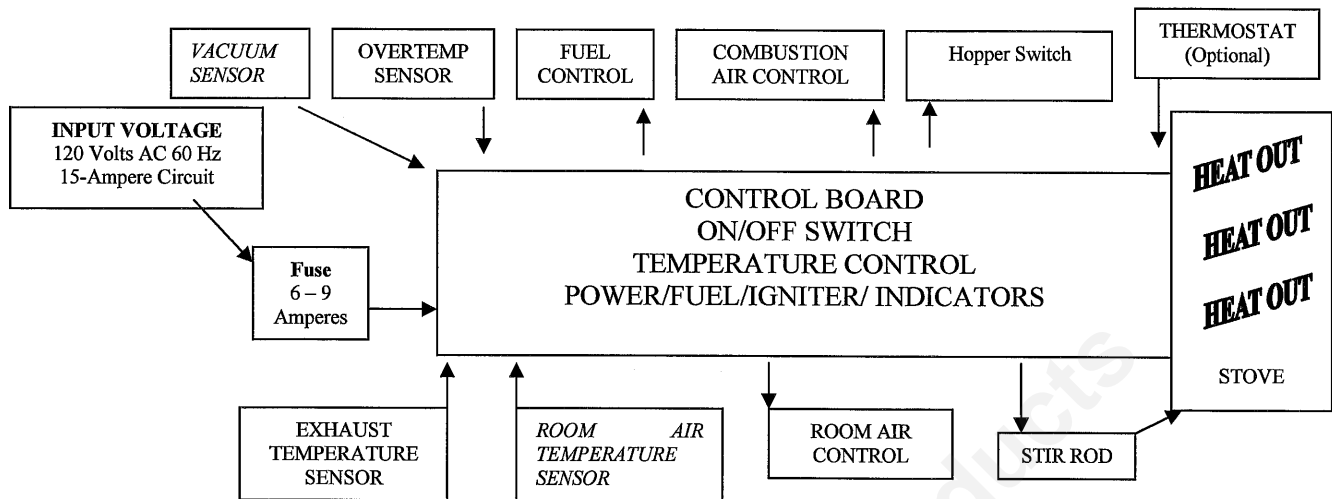 VACUUM
SENSOR
OVERTEMP
SENSOR
FUEL
CONTROL
COMBUSTION
AIR CONTROL
Hopper Switch
THERMOSTAT
(Optional)
INPUT VOLTAGE
120 Volts AC 60 Hz
15-Ampere Circuit
Fuse
6 – 9
Amperes
CONTROL BOARD
ON/OFF SWITCH
TEMPERATURE CONTROL
POWER/FUEL/IGNITER/ INDICATORS
HEAT OUT
HEAT OUT
HEAT OUT
STOVE
EXHAUST
TEMPERATURE
SENSOR
ROOM AIR
TEMPERATURE
SENSOR
ROOM AIR
CONTROL
STIR ROD